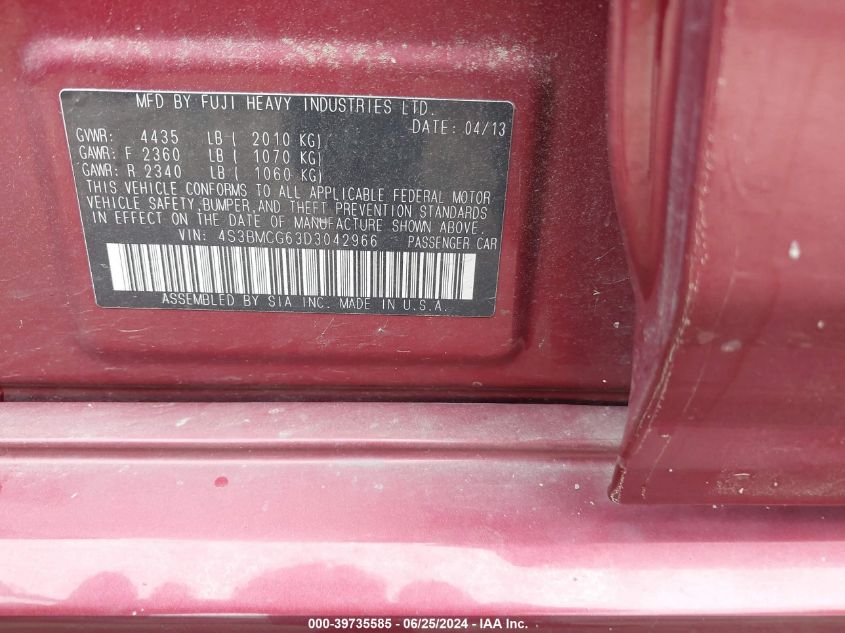 MFD BY FUJI HEAVY INDUSTRIES LTD.
DATE: 04/13
GVWR: 4435 LB ( 2010 KG)
GAWR: F 2360 LB ( 1070 KG)
GAWR: R 2340 LB ( 1060 KG)
THIS VEHICLE CONFORMS TO ALL APPLICABLE FEDERAL MOTOR
VEHICLE SAFETY, BUMPER, AND THEFT PREVENTION STANDARDS
IN EFFECT ON THE DATE OF MANUFACTURE SHOWN ABOVE.
VIN: 4S3BMCG63D3042966 PASSENGER CAR
ASSEMBLED BY SIA INC. MADE IN U.S.A.
000-39735585 - 06/25/2024 - IAA Inc.